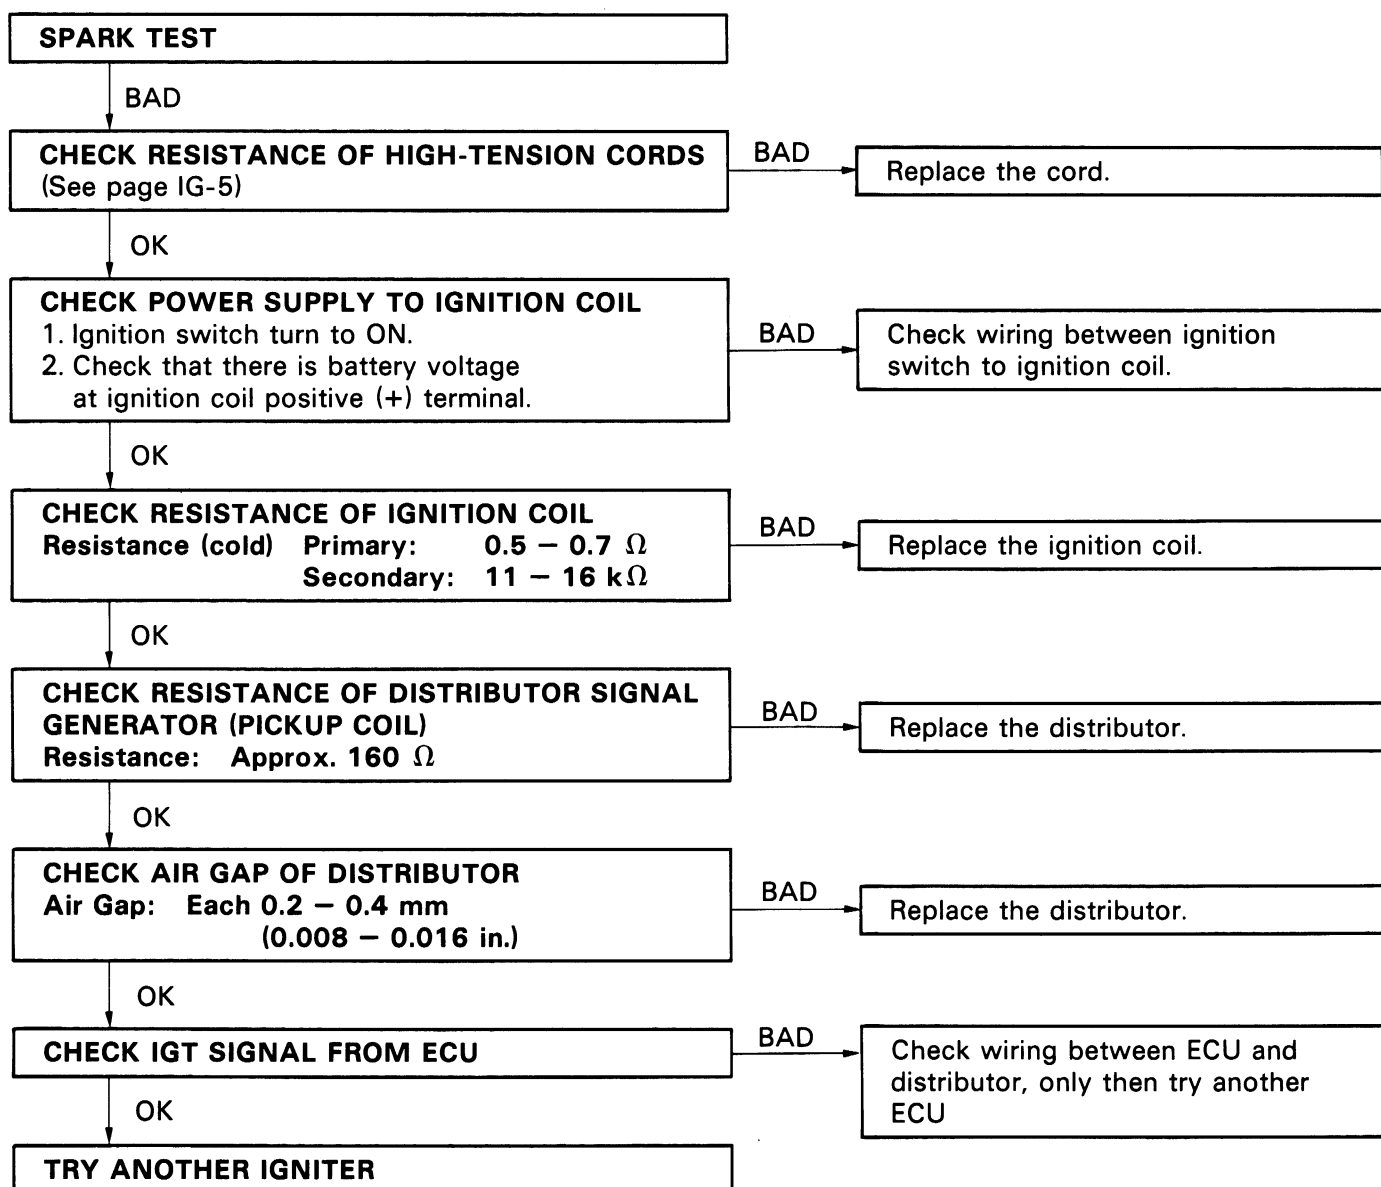 SPARK TEST
BAD
CHECK RESISTANCE OF HIGH-TENSION CORDS
(See page IG-5)
BAD
Replace the cord.
OK
CHECK POWER SUPPLY TO IGNITION COIL
1. Ignition switch turn to ON.
2. Check that there is battery voltage
at ignition coil positive (+) terminal.
BAD
Check wiring between ignition
switch to ignition coil.
OK
CHECK RESISTANCE OF IGNITION COIL
Resistance (cold) Primary: 0.5 − 0.7 Ω
Secondary: 11 − 16 kΩ
BAD
Replace the ignition coil.
OK
CHECK RESISTANCE OF DISTRIBUTOR SIGNAL
GENERATOR (PICKUP COIL)
Resistance: Approx. 160 Ω
BAD
Replace the distributor.
OK
CHECK AIR GAP OF DISTRIBUTOR
Air Gap: Each 0.2 − 0.4 mm
(0.008 − 0.016 in.)
BAD
Replace the distributor.
OK
CHECK IGT SIGNAL FROM ECU
BAD
Check wiring between ECU and
distributor, only then try another
ECU
OK
TRY ANOTHER IGNITER